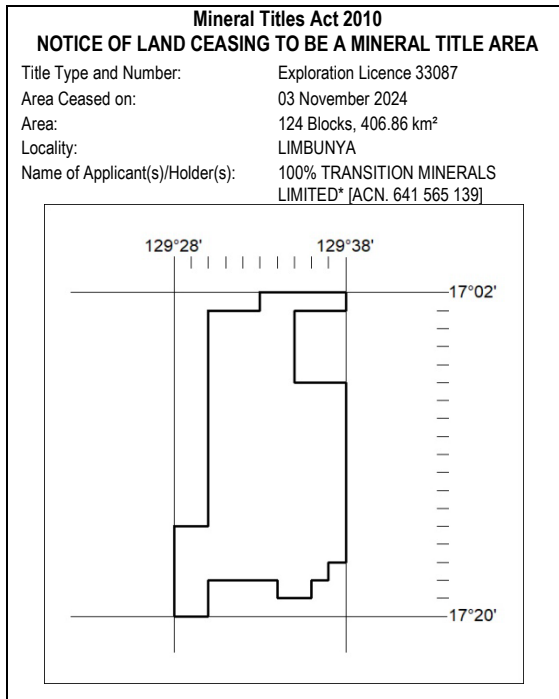 Mineral Titles Act 2010
NOTICE OF LAND CEASING TO BE A MINERAL TITLE AREA
Title Type and Number: Exploration Licence 33087
Area Ceased on: 03 November 2024
Area: 124 Blocks, 406.86 km²
Locality: LIMBUNYA
Name of Applicant(s)/Holder(s): 100% TRANSITION MINERALS
LIMITED* [ACN. 641 565 139]
129°28' 129°38'
17°02'
17°20'